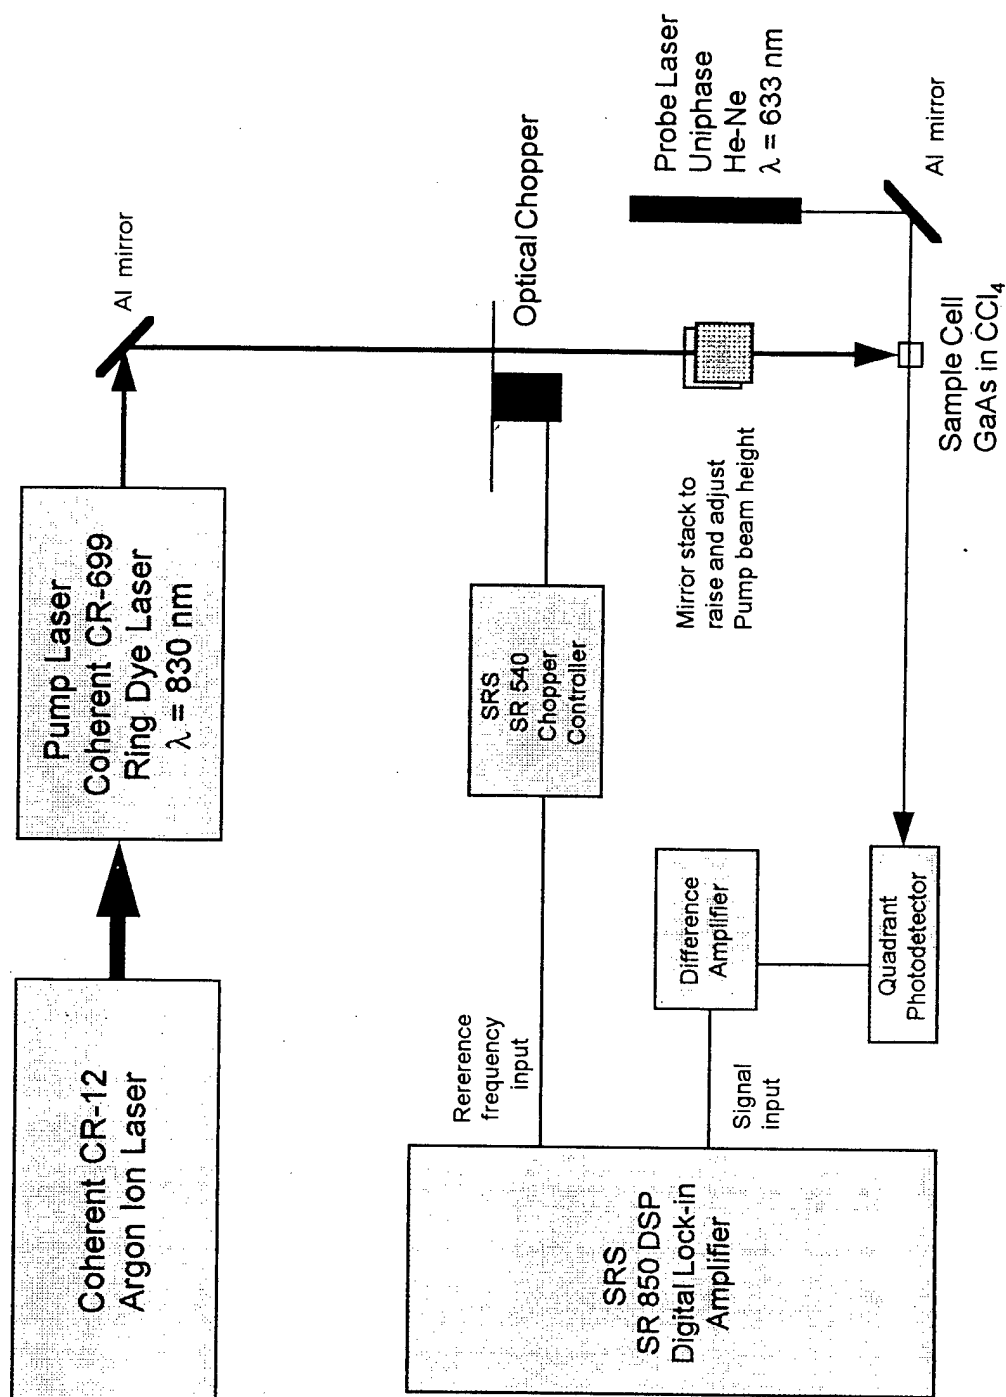 Coherent CR-12
Argon Ion Laser
Pump Laser
Coherent CR-699
Ring Dye Laser
λ = 830 nm
Al mirror
SRS
SR 850 DSP
Digital Lock-in
Amplifier
Rererence
frequency
input
Signal
input
SRS
SR 540
Chopper
Controller
Optical Chopper
Difference
Amplifier
Quadrant
Photodetector
Mirror stack to
raise and adjust
Pump beam height
Probe Laser
Uniphase
He-Ne
λ = 633 nm
Al mirror
Sample Cell
GaAs in CCl₄